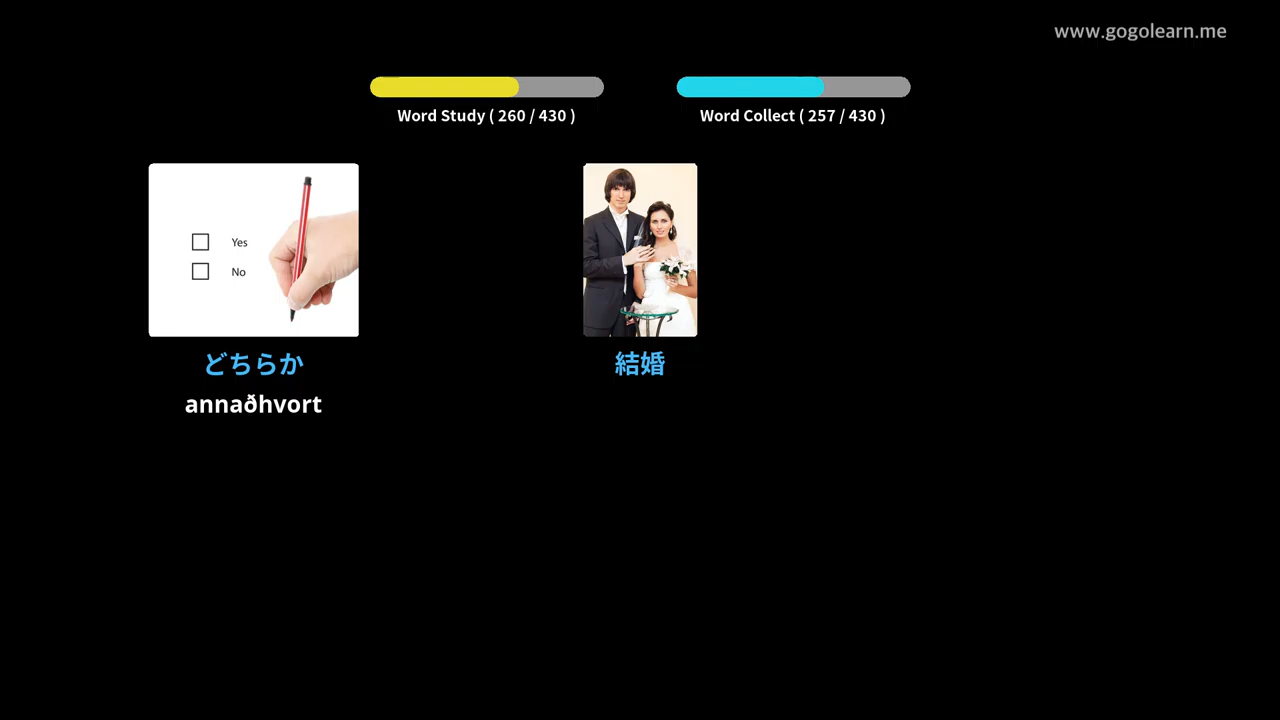 www.gogolearn.me
Word Study ( 260 / 430 )
Word Collect ( 257 / 430 )
Yes
No
どちらか
annaðhvort
結婚